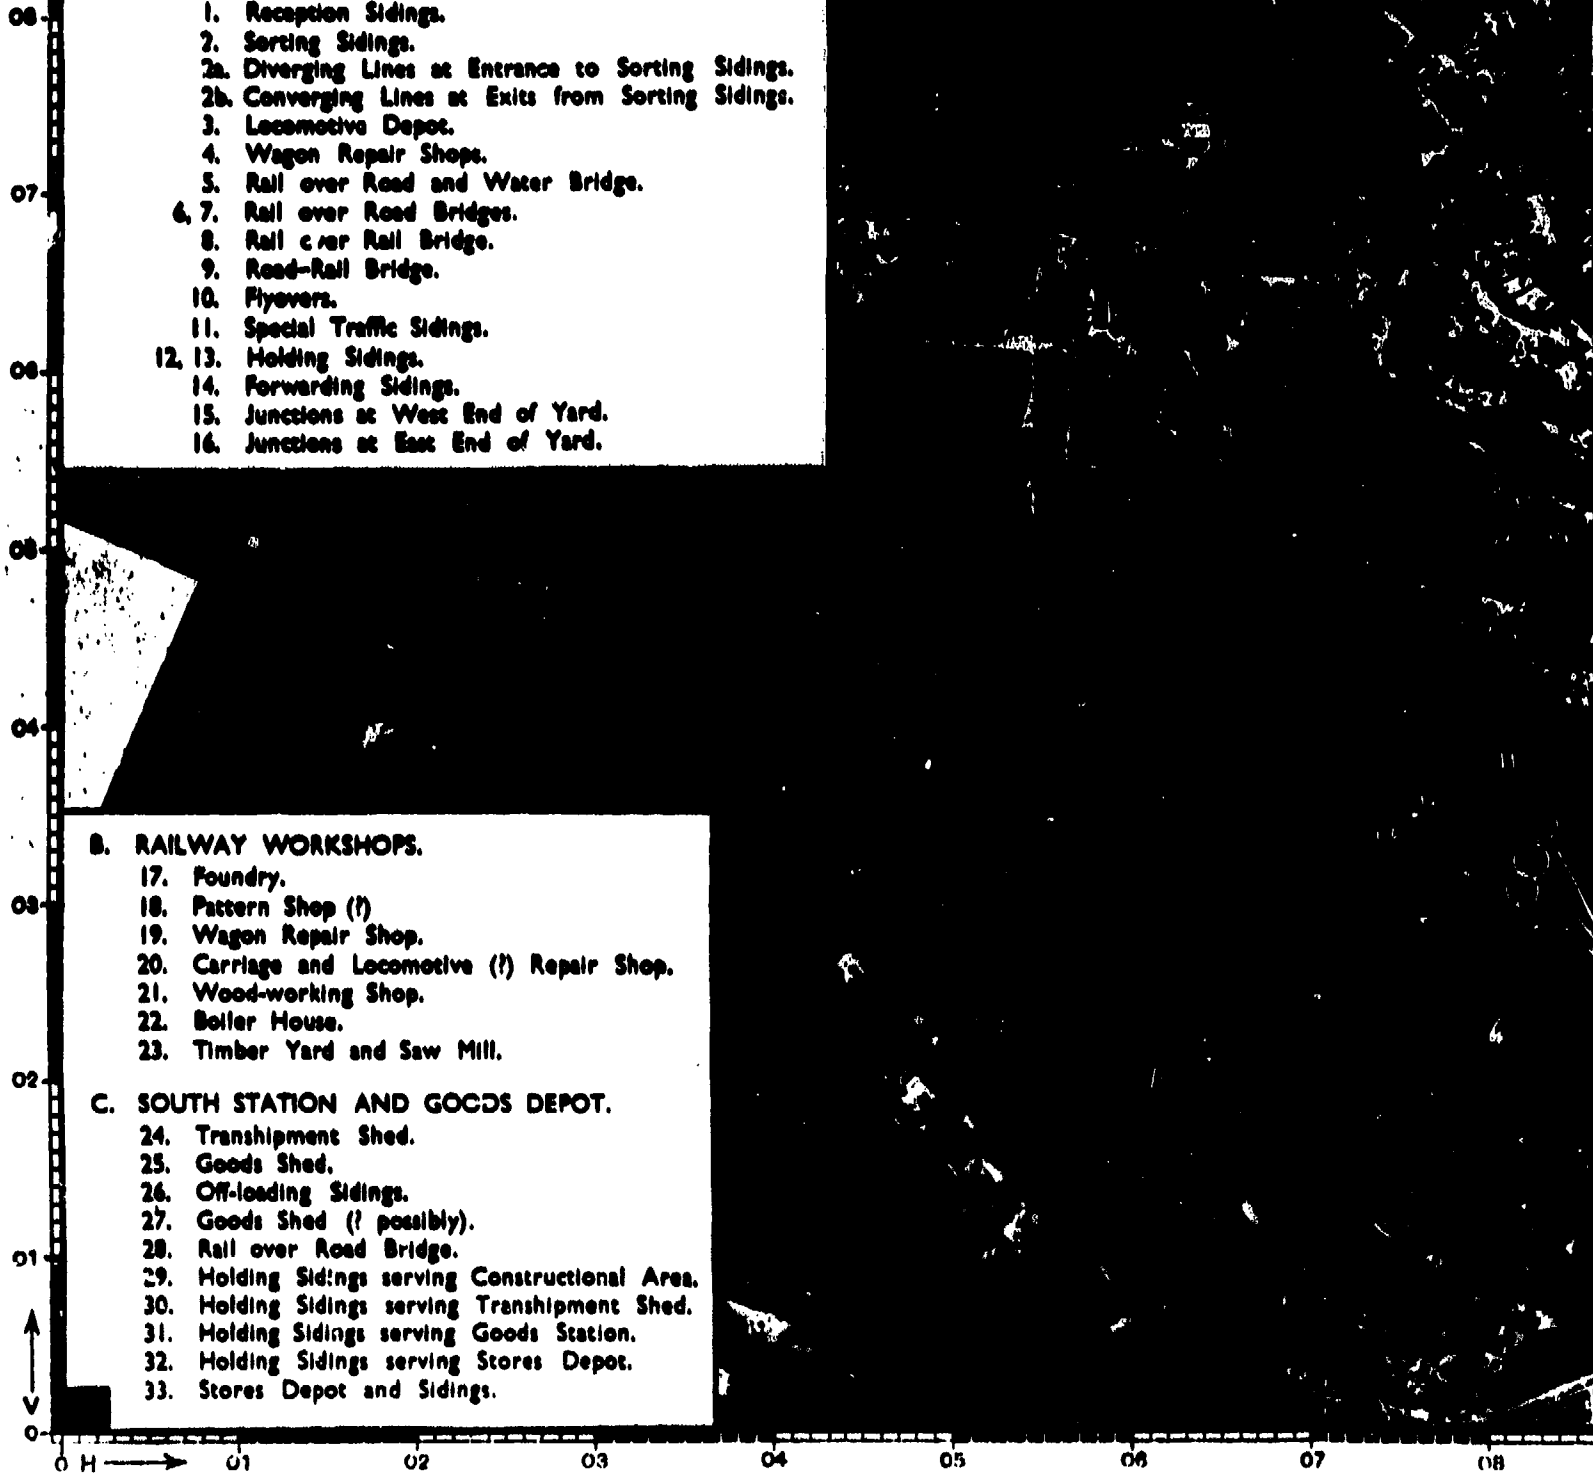 08
1. Reception Sidings.
2. Sorting Sidings.
2a. Diverging Lines at Entrance to Sorting Sidings.
2b. Converging Lines at Exits from Sorting Sidings.
3. Locomotive Depot.
4. Wagon Repair Shops.
5. Rail over Road and Water Bridge.
07
6, 7. Rail over Road Bridges.
8. Rail over Rail Bridge.
9. Road-Rail Bridge.
10. Flyovers.
11. Special Traffic Sidings.
12, 13. Holding Sidings.
06
14. Forwarding Sidings.
15. Junctions at West End of Yard.
16. Junctions at East End of Yard.
05
04
B. RAILWAY WORKSHOPS.
17. Foundry.
18. Pattern Shop (?)
03
19. Wagon Repair Shop.
20. Carriage and Locomotive (?) Repair Shop.
21. Wood-working Shop.
22. Boiler House.
23. Timber Yard and Saw Mill.
02
C. SOUTH STATION AND GOODS DEPOT.
24. Transhipment Shed.
25. Goods Shed.
26. Off-loading Sidings.
27. Goods Shed (? possibly).
28. Rail over Road Bridge.
01
29. Holding Sidings serving Constructional Area.
30. Holding Sidings serving Transhipment Shed.
31. Holding Sidings serving Goods Station.
32. Holding Sidings serving Stores Depot.
33. Stores Depot and Sidings.
V
0
0 H 01 02 03 04 05 06 07 08